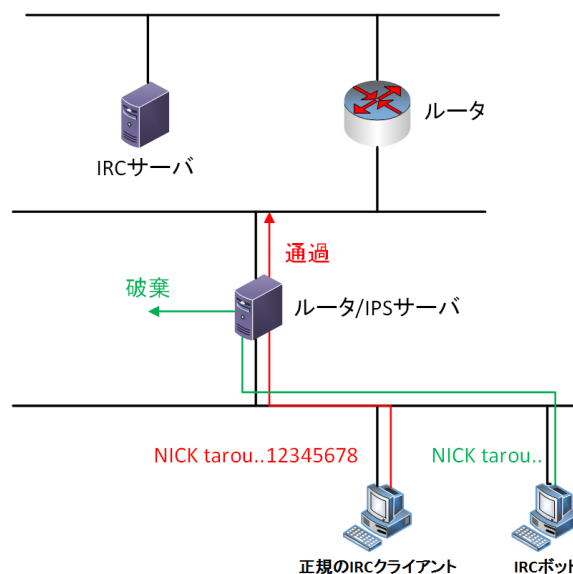 ルータ
IRCサーバ
通過
破棄
ルータ/IPSサーバ
NICK tarou..12345678
NICK tarou..
正規のIRCクライアント
IRCボット